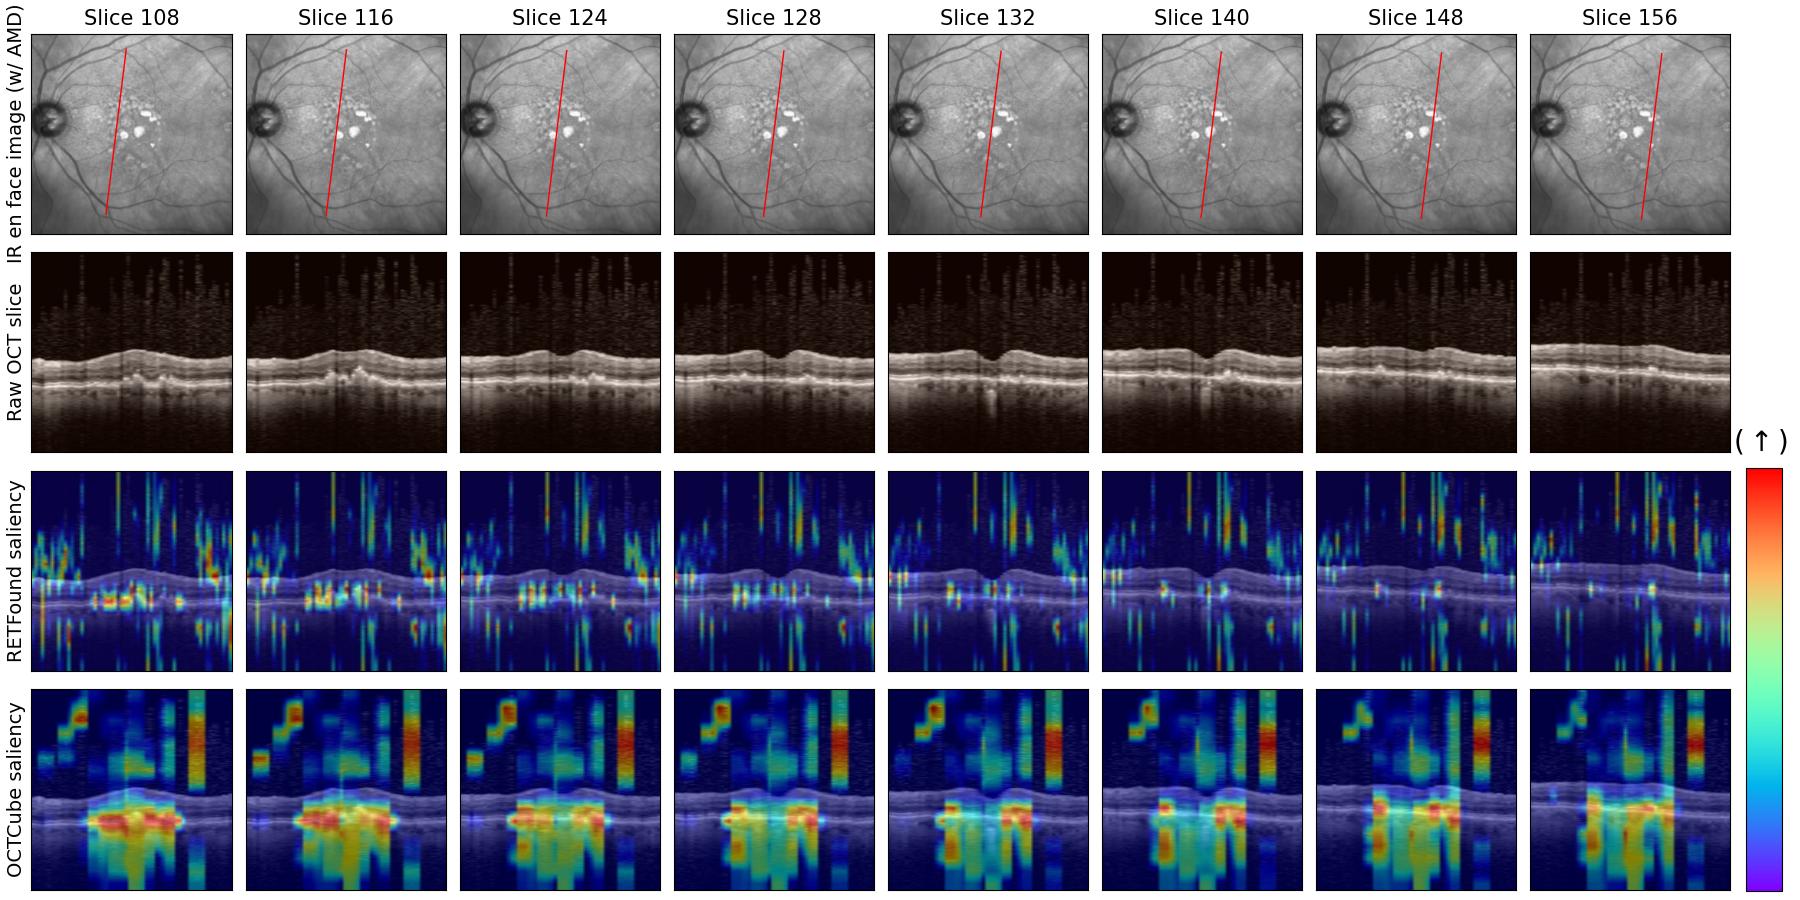 Slice 108 Slice 116 Slice 124 Slice 128 Slice 132 Slice 140 Slice 148 Slice 156
IR en face image (w/ AMD)
Raw OCT slice
( ↑ )
RETFound saliency
OCTCube saliency